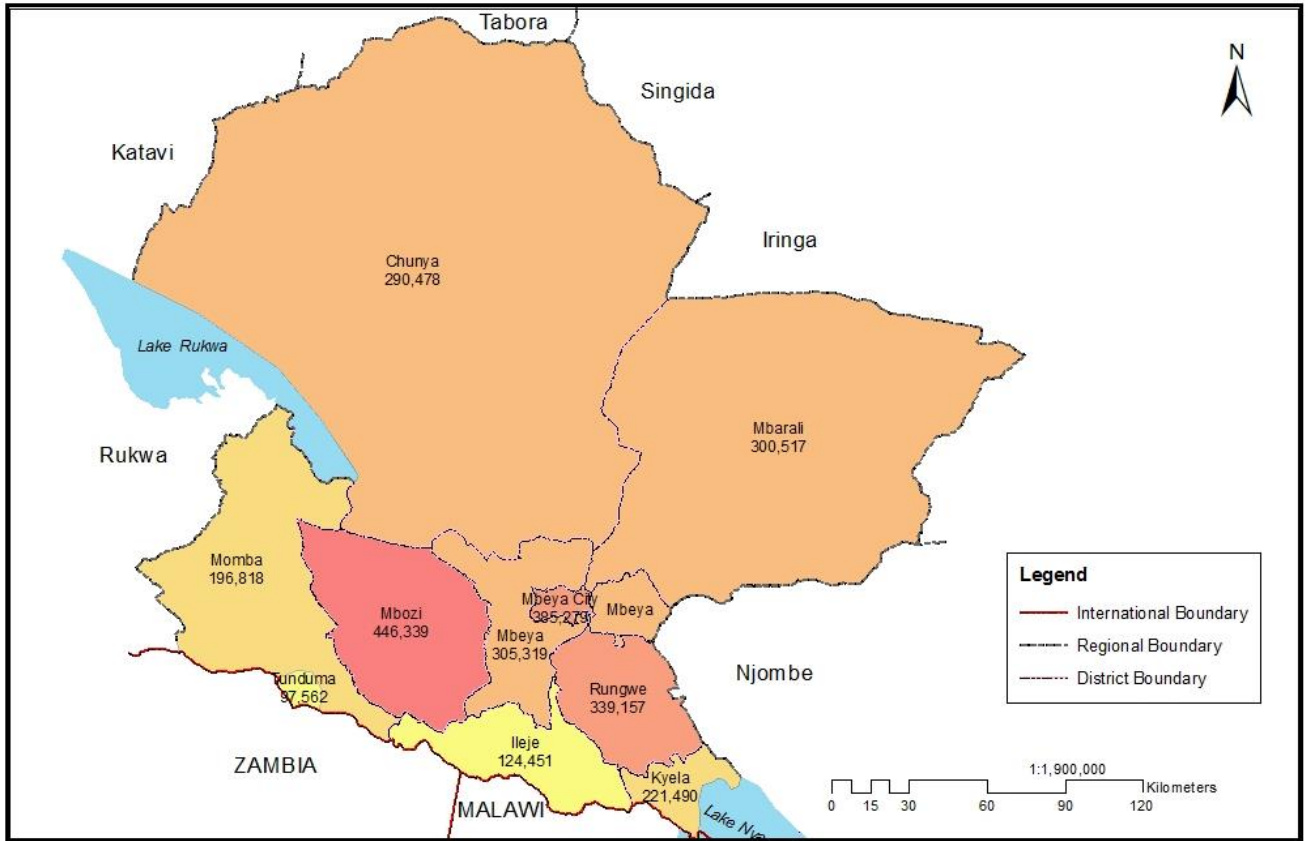 Tabora
N
Singida
Katavi
Iringa
Chunya
290,478
Lake Rukwa
Mbarali
300,517
Rukwa
Momba
196,818
Mbozi
446,339
Mbeya City
385,279
Mbeya
305,319
Mbeya
Rungwe
339,157
Njombe
Tunduma
97,562
Ileje
124,451
Kyela
221,490
ZAMBIA
MALAWI
Lake
Legend
International Boundary
Regional Boundary
District Boundary
1:1,900,000
Kilometers
0 15 30 60 90 120